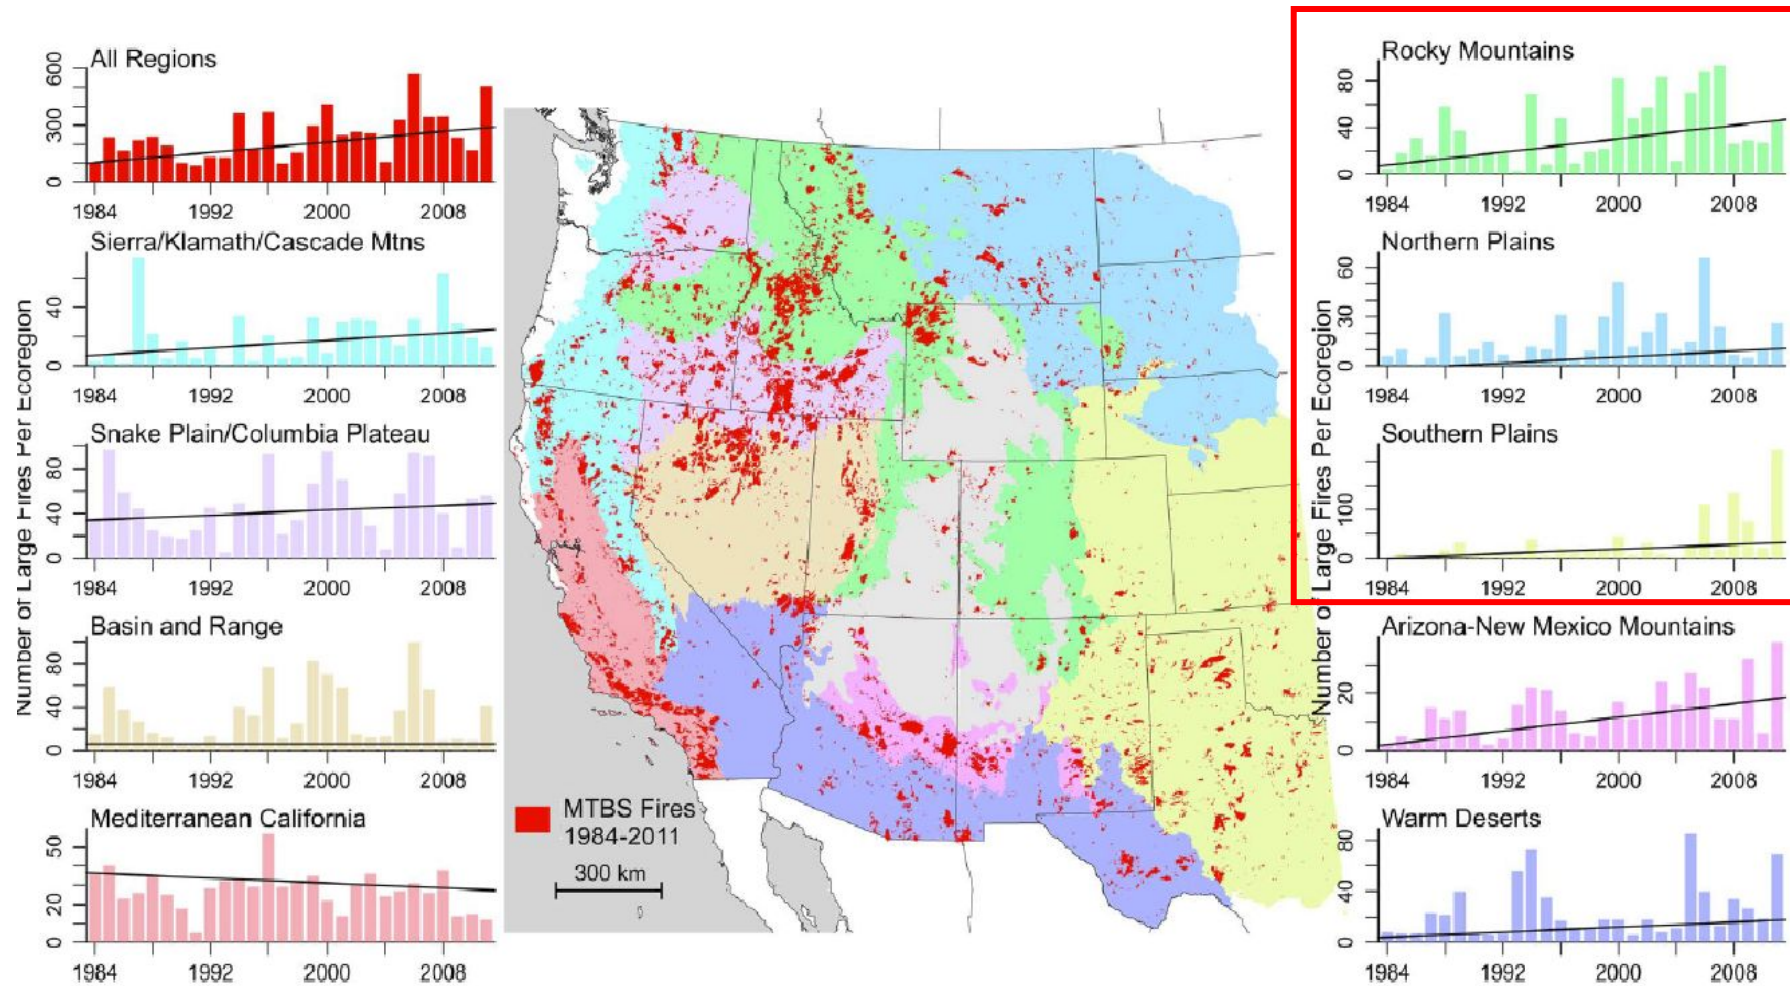 All Regions
600
300
0
1984 1992 2000 2008
Sierra/Klamath/Cascade Mtns
40
0
1984 1992 2000 2008
Snake Plain/Columbia Plateau
80
40
0
1984 1992 2000 2008
Basin and Range
80
40
0
1984 1992 2000 2008
Mediterranean California
50
20
0
1984 1992 2000 2008
Number of Large Fires Per Ecoregion
MTBS Fires
1984-2011
300 km
Rocky Mountains
80
40
0
1984 1992 2000 2008
Northern Plains
60
30
0
1984 1992 2000 2008
Southern Plains
100
0
1984 1992 2000 2008
Arizona-New Mexico Mountains
20
0
1984 1992 2000 2008
Warm Deserts
80
40
0
1984 1992 2000 2008
Number of Large Fires Per Ecoregion